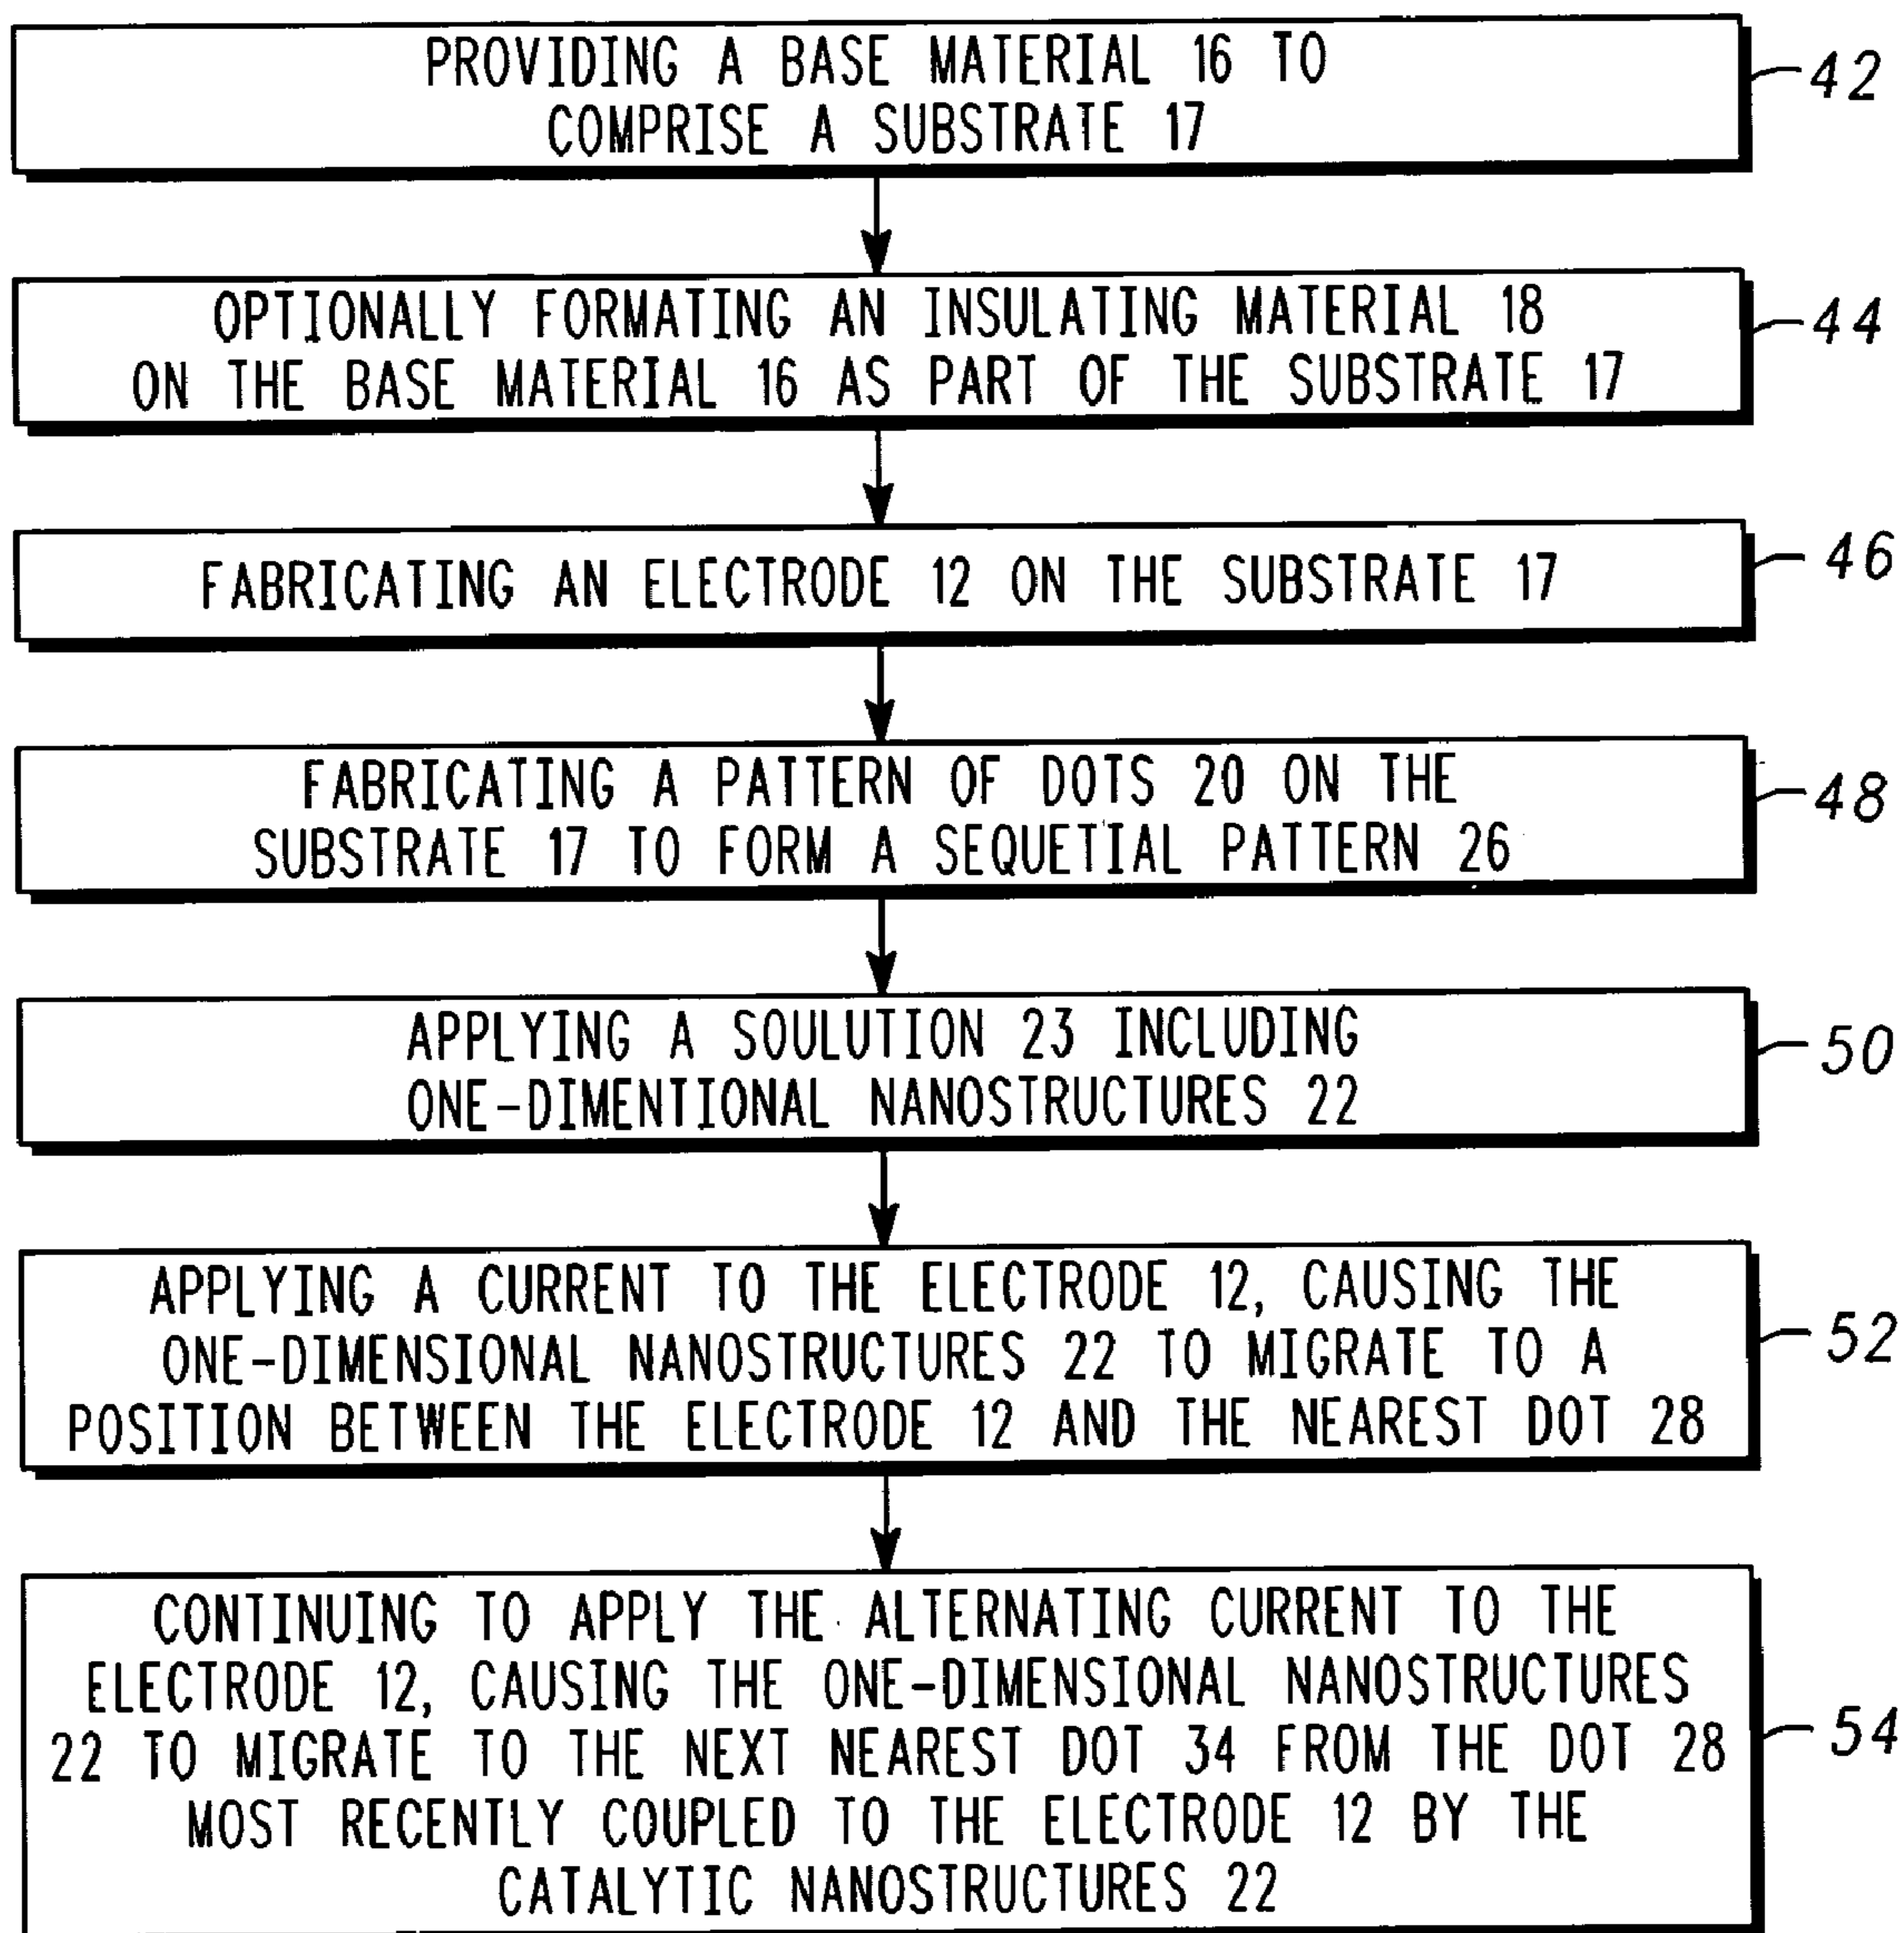 PROVIDING A BASE MATERIAL 16 TO
COMPRISE A SUBSTRATE 17
42
OPTIONALLY FORMATING AN INSULATING MATERIAL 18
ON THE BASE MATERIAL 16 AS PART OF THE SUBSTRATE 17
44
FABRICATING AN ELECTRODE 12 ON THE SUBSTRATE 17
46
FABRICATING A PATTERN OF DOTS 20 ON THE
SUBSTRATE 17 TO FORM A SEQUETIAL PATTERN 26
48
APPLYING A SOULUTION 23 INCLUDING
ONE-DIMENTIONAL NANOSTRUCTURES 22
50
APPLYING A CURRENT TO THE ELECTRODE 12, CAUSING THE
ONE-DIMENSIONAL NANOSTRUCTURES 22 TO MIGRATE TO A
POSITION BETWEEN THE ELECTRODE 12 AND THE NEAREST DOT 28
52
CONTINUING TO APPLY THE ALTERNATING CURRENT TO THE
ELECTRODE 12, CAUSING THE ONE-DIMENSIONAL NANOSTRUCTURES
22 TO MIGRATE TO THE NEXT NEAREST DOT 34 FROM THE DOT 28
MOST RECENTLY COUPLED TO THE ELECTRODE 12 BY THE
CATALYTIC NANOSTRUCTURES 22
54